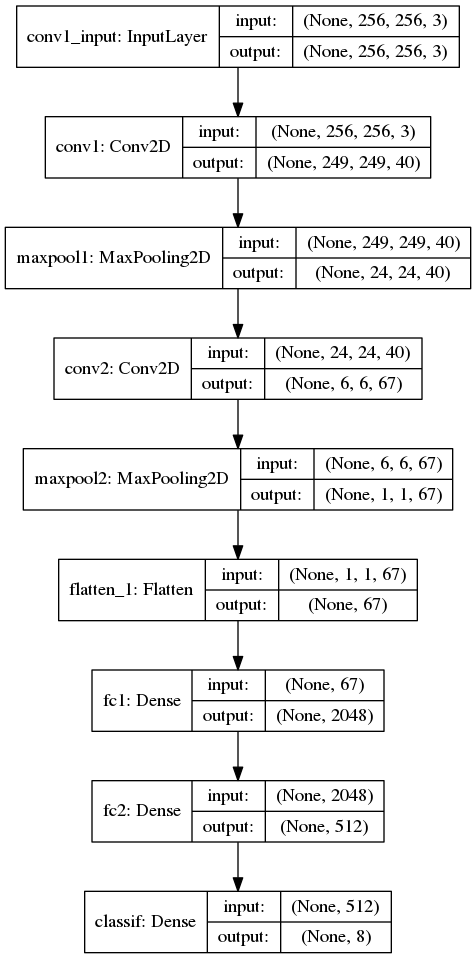 conv1_input: InputLayer
input: (None, 256, 256, 3)
output: (None, 256, 256, 3)
conv1: Conv2D
input: (None, 256, 256, 3)
output: (None, 249, 249, 40)
maxpool1: MaxPooling2D
input: (None, 249, 249, 40)
output: (None, 24, 24, 40)
conv2: Conv2D
input: (None, 24, 24, 40)
output: (None, 6, 6, 67)
maxpool2: MaxPooling2D
input: (None, 6, 6, 67)
output: (None, 1, 1, 67)
flatten_1: Flatten
input: (None, 1, 1, 67)
output: (None, 67)
fc1: Dense
input: (None, 67)
output: (None, 2048)
fc2: Dense
input: (None, 2048)
output: (None, 512)
classif: Dense
input: (None, 512)
output: (None, 8)